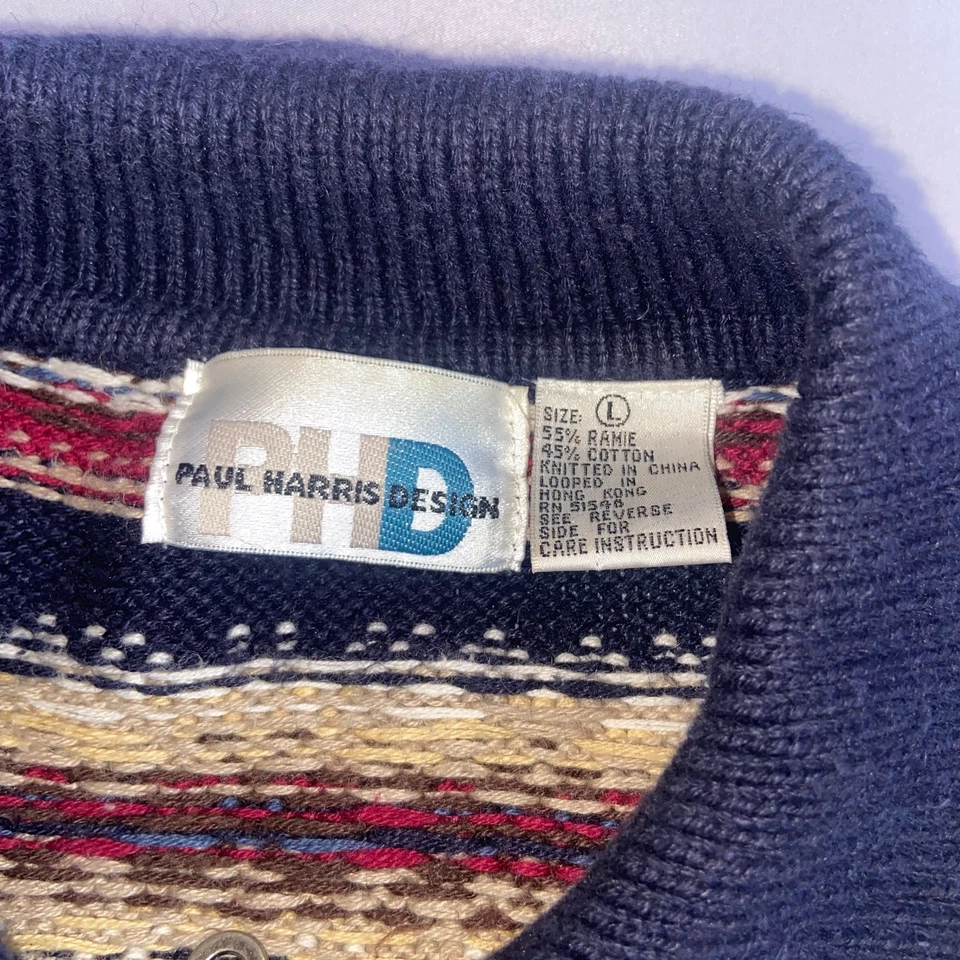 PHD
PAUL HARRIS DESIGN
SIZE: L
55% RAMIE
45% COTTON
KNITTED IN CHINA
LOOPED IN
HONG KONG
RN 51548
SEE REVERSE
SIDE FOR
CARE INSTRUCTION